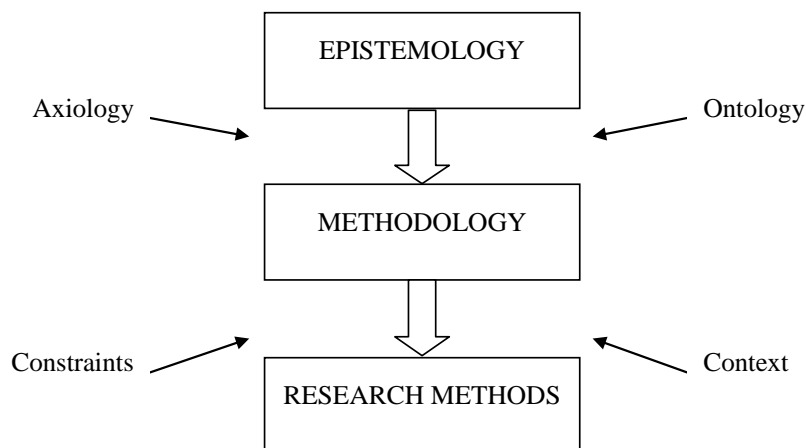 EPISTEMOLOGY
Axiology
Ontology
METHODOLOGY
Constraints
Context
RESEARCH METHODS